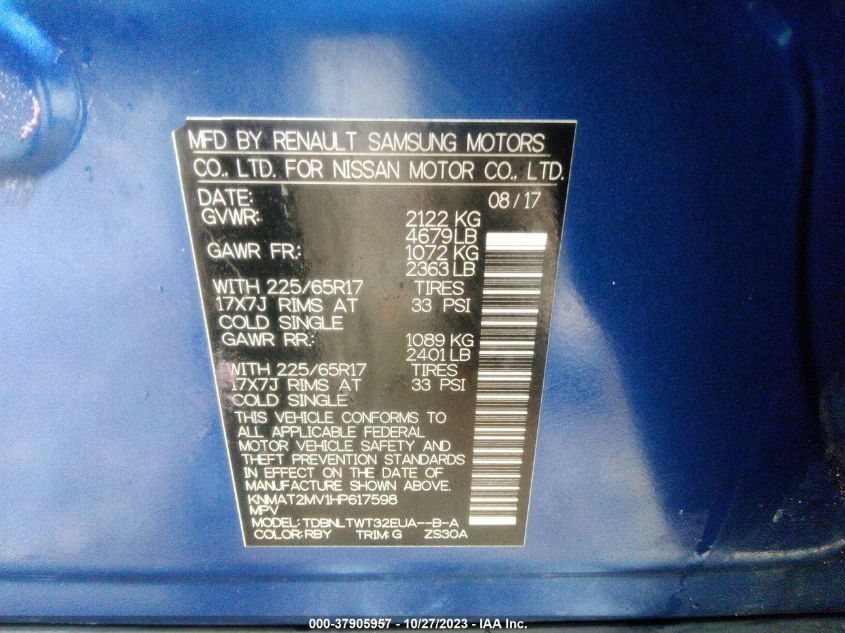 MFD BY RENAULT SAMSUNG MOTORS
CO., LTD. FOR NISSAN MOTOR CO., LTD.
DATE: 08/17
GVWR: 2122 KG
4679 LB
GAWR FR: 1072 KG
2363 LB
WITH 225/65R17 TIRES
17X7J RIMS AT 33 PSI
COLD SINGLE
GAWR RR: 1089 KG
2401 LB
WITH 225/65R17 TIRES
17X7J RIMS AT 33 PSI
COLD SINGLE
THIS VEHICLE CONFORMS TO
ALL APPLICABLE FEDERAL
MOTOR VEHICLE SAFETY AND
THEFT PREVENTION STANDARDS
IN EFFECT ON THE DATE OF
MANUFACTURE SHOWN ABOVE.
KNMAT2MV1HP617598
MPV
MODEL: TDBNLTWT32EUA--B-A
COLOR: RBY TRIM: G ZS30A
000-37905957 - 10/27/2023 - IAA Inc.